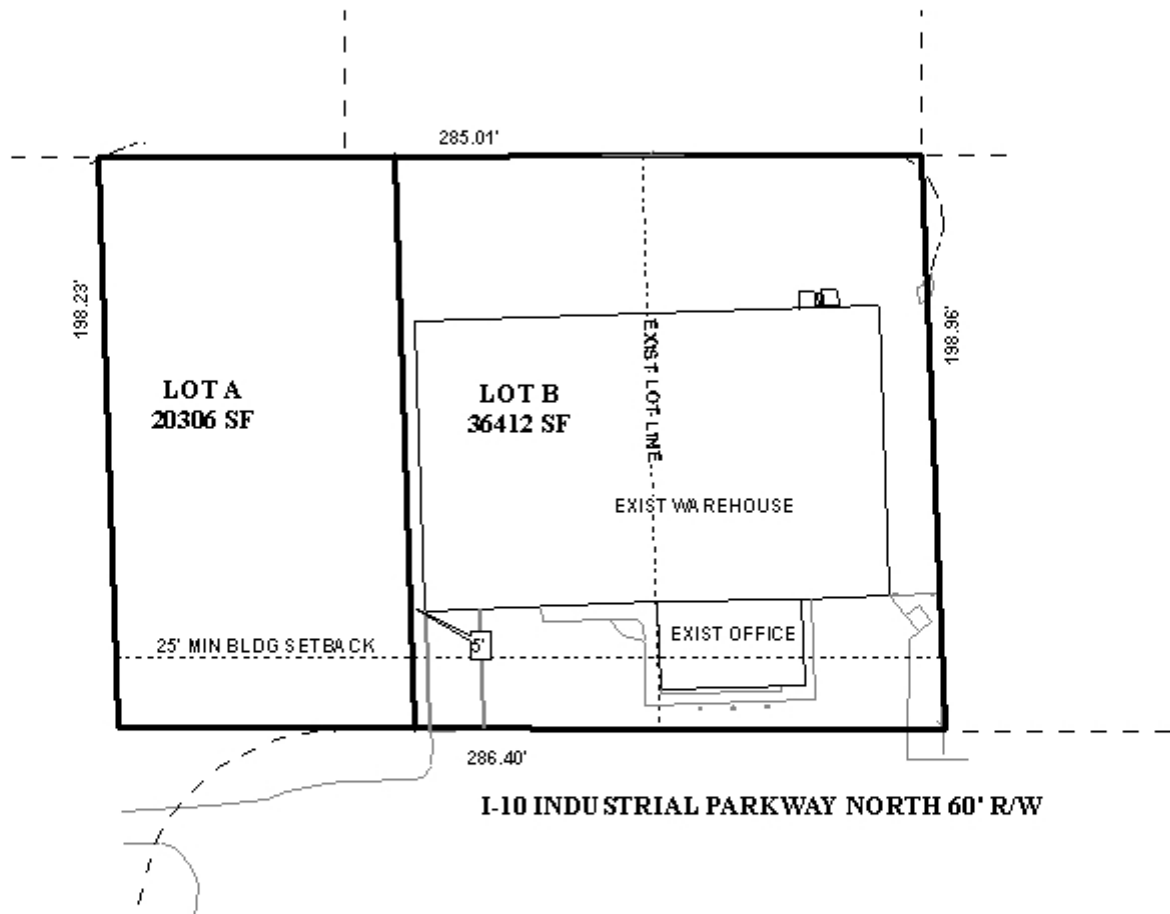 285.01'
198.23'
198.96'
EXIST LOT LINE
LOT A
20306 SF
LOT B
36412 SF
EXIST WAREHOUSE
25' MIN BLDG SETBACK
5'
EXIST OFFICE
286.40'
I-10 INDUSTRIAL PARKWAY NORTH 60' R/W